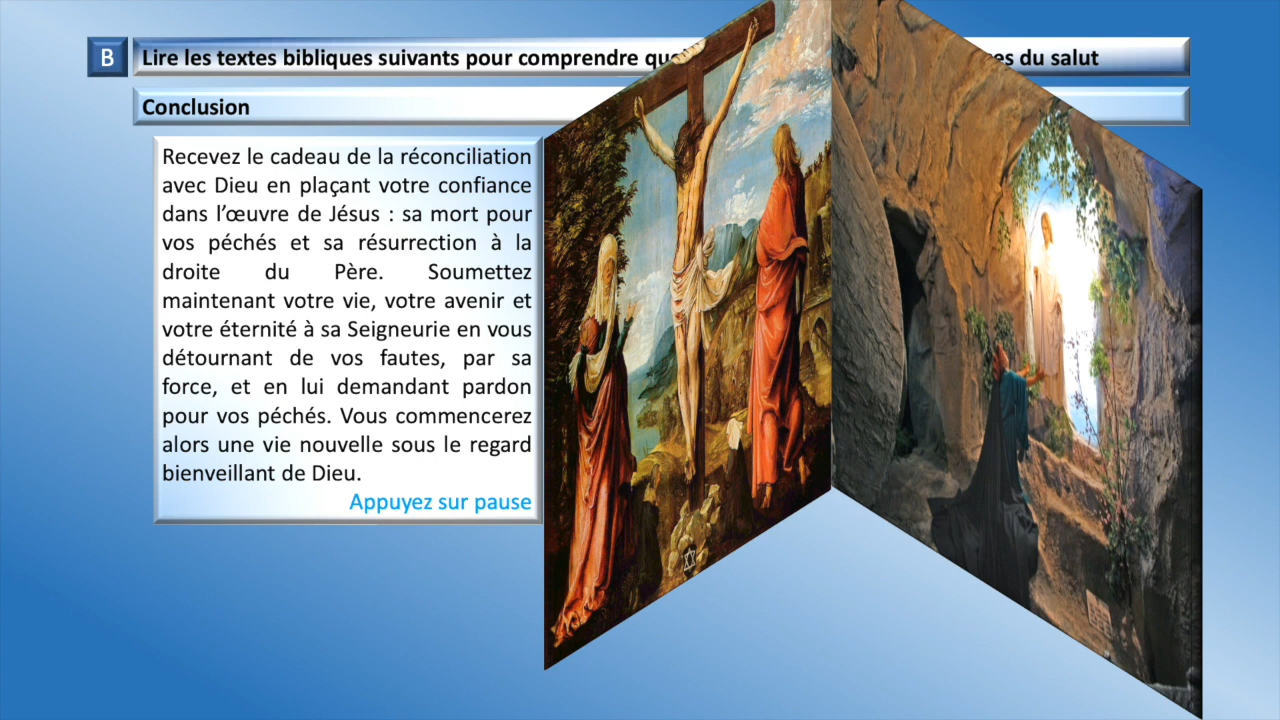 B
Lire les textes bibliques suivants pour comprendre es du salut
Conclusion
Recevez le cadeau de la réconciliation
avec Dieu en plaçant votre confiance
dans l’œuvre de Jésus : sa mort pour
vos péchés et sa résurrection à la
droite du Père. Soumettez
maintenant votre vie, votre avenir et
votre éternité à sa Seigneurie en vous
détournant de vos fautes, par sa
force, et en lui demandant pardon
pour vos péchés. Vous commencerez
alors une vie nouvelle sous le regard
bienveillant de Dieu.
Appuyez sur pause